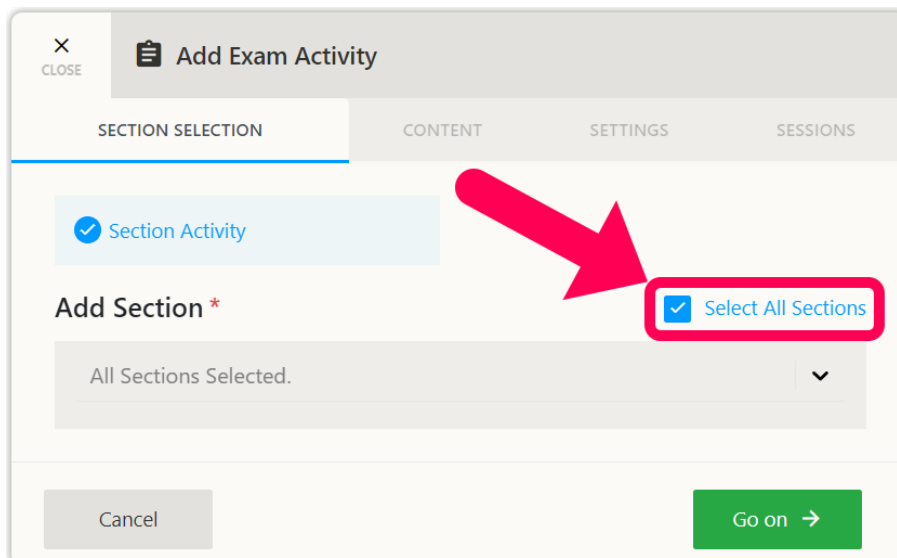 CLOSE
Add Exam Activity
SECTION SELECTION CONTENT SETTINGS SESSIONS
Section Activity
Add Section * Select All Sections
All Sections Selected.
Cancel Go on